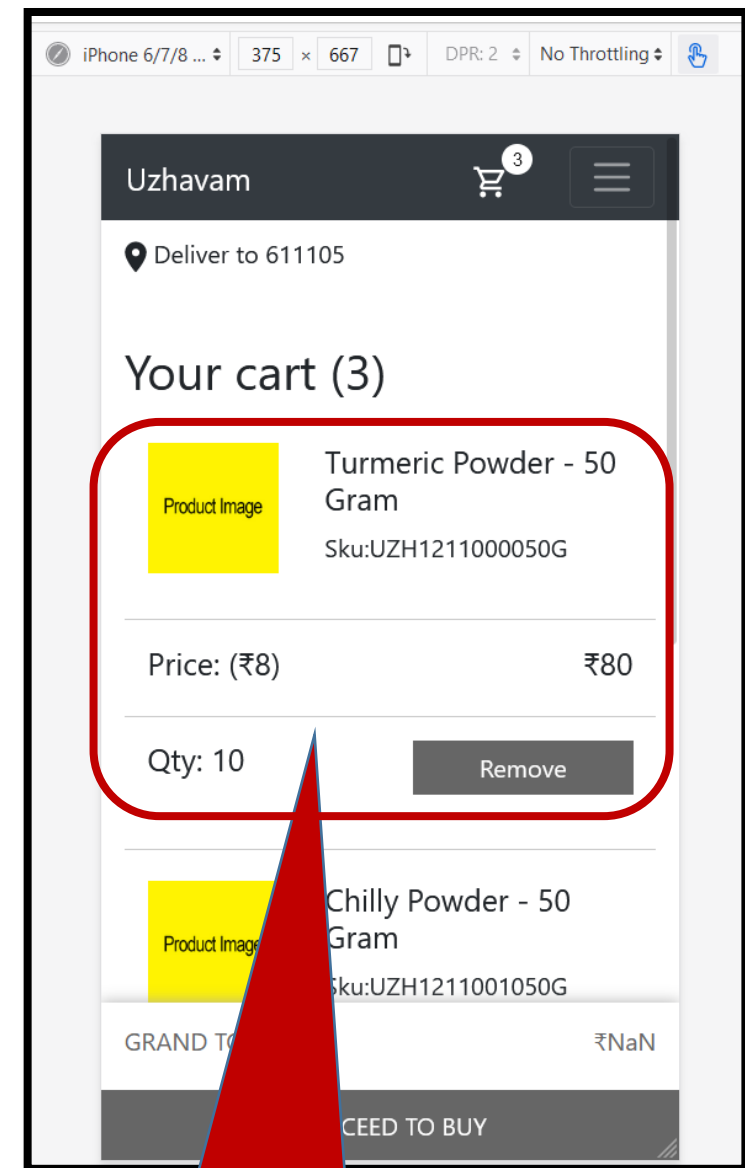 iPhone 6/7/8 ... 375 × 667 DPR: 2 No Throttling
Uzhavam 3
Deliver to 611105
Your cart (3)
Product Image
Turmeric Powder - 50
Gram
Sku:UZH1211000050G
Price: (₹8) ₹80
Qty: 10 Remove
Product Image
Chilly Powder - 50
Gram
Sku:UZH1211001050G
GRAND ₹NaN
TO BUY